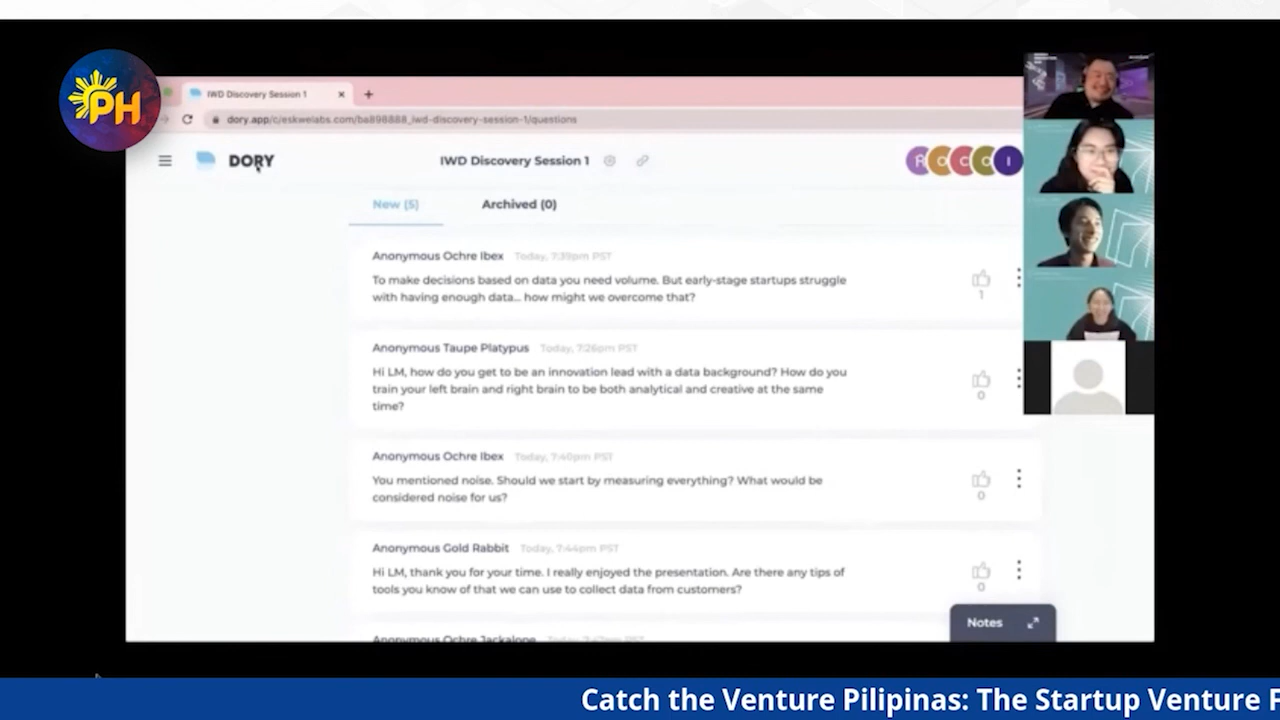 PH
IWD Discovery Session 1
dory.app/c/eskwelabs.com/ba898888_iwd-discovery-session-1/questions
DORY
IWD Discovery Session 1
R O C O I
New (5)
Archived (0)
Anonymous Ochre Ibex Today, 7:39pm PST
To make decisions based on data you need volume. But early-stage startups struggle
with having enough data... how might we overcome that?
1
Anonymous Taupe Platypus Today, 7:26pm PST
Hi LM, how do you get to be an innovation lead with a data background? How do you
train your left brain and right brain to be both analytical and creative at the same
time?
0
Anonymous Ochre Ibex Today, 7:40pm PST
You mentioned noise. Should we start by measuring everything? What would be
considered noise for us?
0
Anonymous Gold Rabbit Today, 7:44pm PST
Hi LM, thank you for your time. I really enjoyed the presentation. Are there any tips of
tools you know of that we can use to collect data from customers?
0
Anonymous Ochre Jackalope Today,
Notes
Catch the Venture Pilipinas: The Startup Venture F